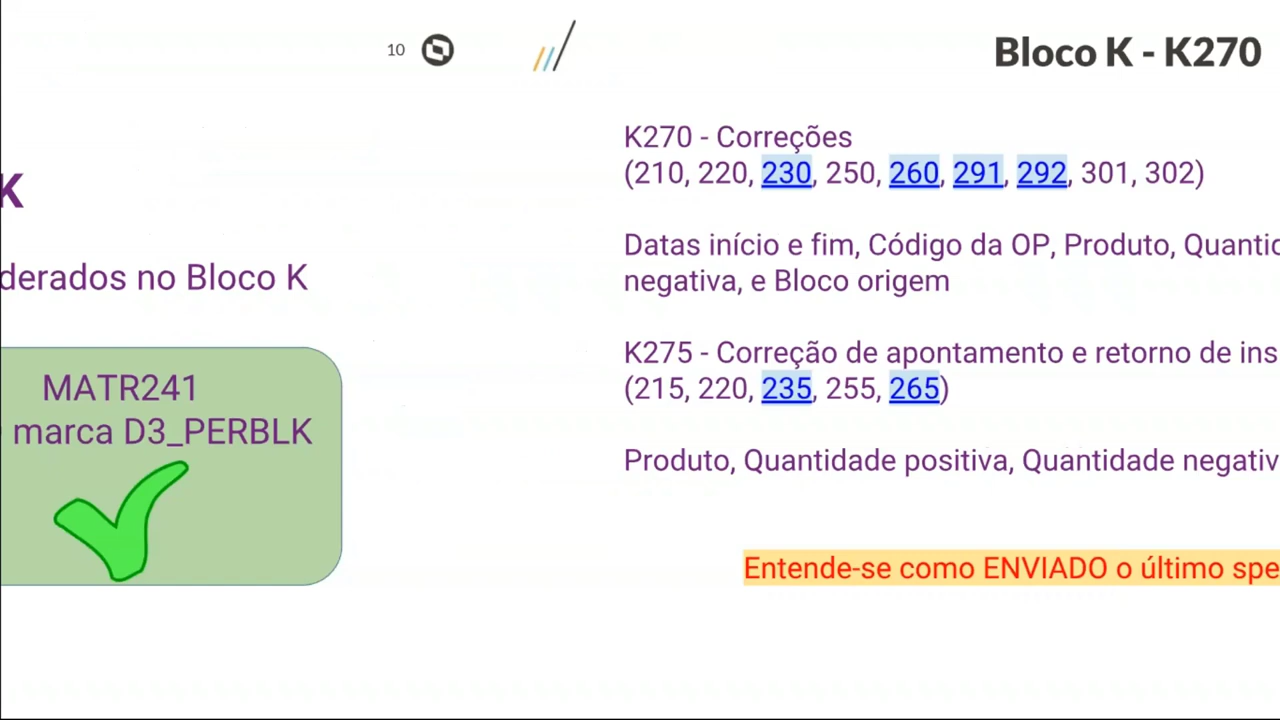 K
derados no Bloco K
MATR241
marca D3_PERBLK
10
Bloco K - K270
K270 - Correções
(210, 220, 230, 250, 260, 291, 292, 301, 302)
Datas início e fim, Código da OP, Produto, Quantid
negativa, e Bloco origem
K275 - Correção de apontamento e retorno de ins
(215, 220, 235, 255, 265)
Produto, Quantidade positiva, Quantidade negativ
Entende-se como ENVIADO o último spe